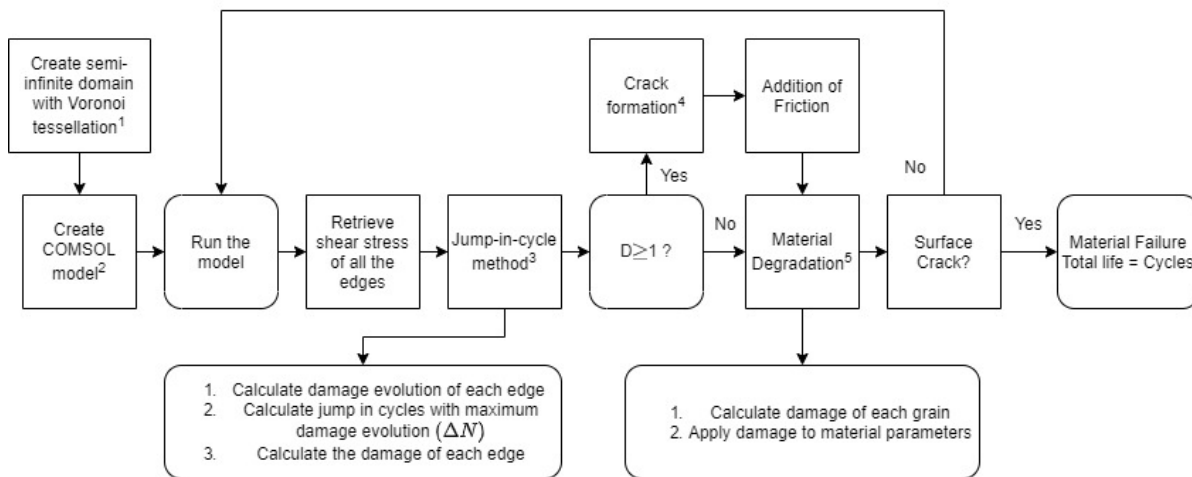 Create semi-
infinite domain
with Voronoi
tessellation1
Create
COMSOL
model2
Run the
model
Retrieve
shear stress
of all the
edges
Jump-in-cycle
method3
D≥1 ?
Yes
Crack
formation4
Addition of
Friction
No
Material
Degradation5
Surface
Crack?
No
Yes
Material Failure
Total life = Cycles
1. Calculate damage evolution of each edge
2. Calculate jump in cycles with maximum
damage evolution (ΔN)
3. Calculate the damage of each edge
1. Calculate damage of each grain
2. Apply damage to material parameters